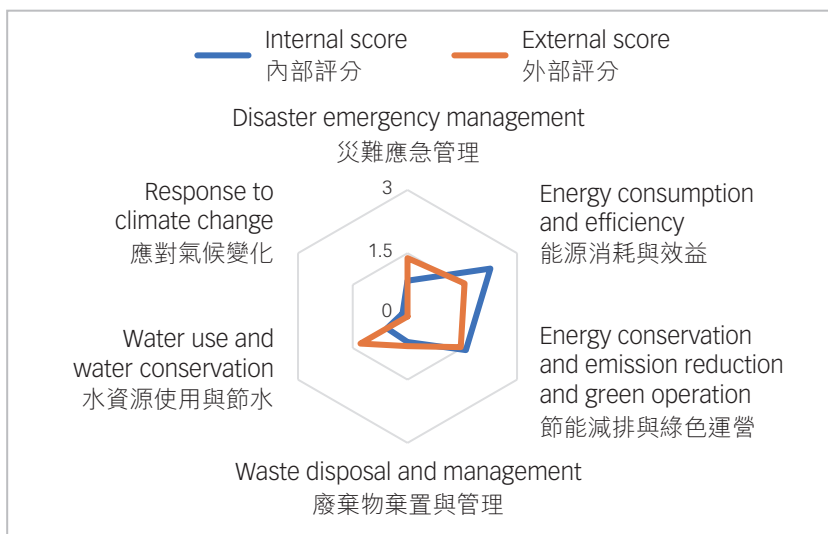 Internal score
內部評分
External score
外部評分
Disaster emergency management
災難應急管理
3
1.5
0
Energy consumption
and efficiency
能源消耗與效益
Energy conservation
and emission reduction
and green operation
節能減排與綠色運營
Waste disposal and management
廢棄物棄置與管理
Water use and
water conservation
水資源使用與節水
Response to
climate change
應對氣候變化